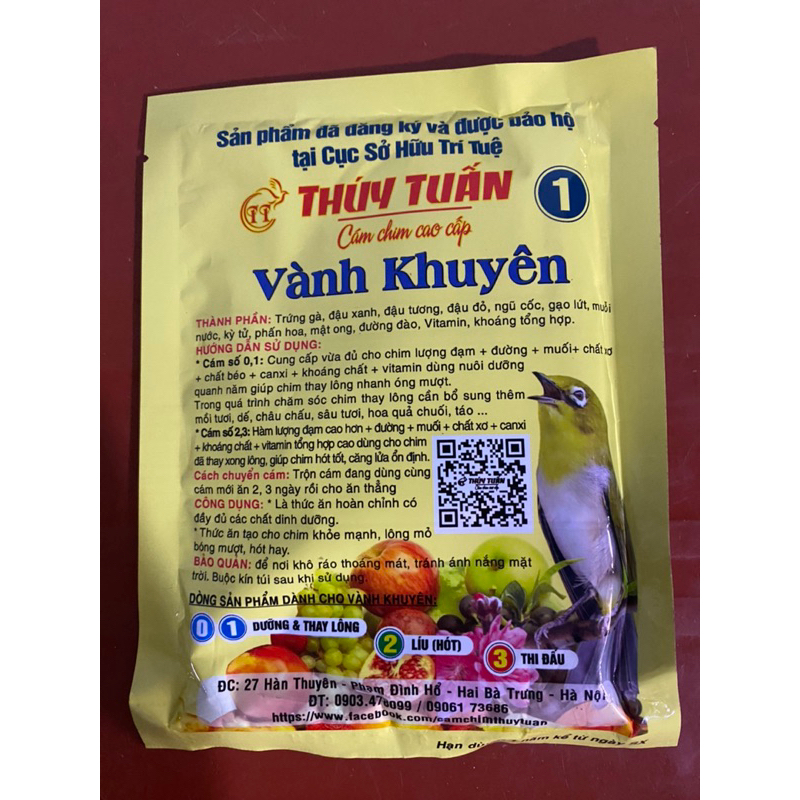 Sản phẩm đã đăng ký và được bảo hộ
tại Cục Sở Hữu Trí Tuệ
THÚY TUẤN
1
Cám chim cao cấp
Vành Khuyên
THÀNH PHẦN: Trứng gà, đậu xanh, đậu tương, đậu đỏ, ngũ cốc, gạo lứt, muối
nước, kỳ tử, phấn hoa, mật ong, đường đào, Vitamin, khoáng tổng hợp.
HƯỚNG DẪN SỬ DỤNG:
* Cám số 0,1: Cung cấp vừa đủ cho chim lượng đạm + đường + muối+ chất xơ
+ chất béo + canxi + khoáng chất + vitamin dùng nuôi dưỡng
quanh năm giúp chim thay lông nhanh óng mượt.
Trong quá trình chăm sóc chim thay lông cần bổ sung thêm
mồi tươi, dế, châu chấu, sâu tươi, hoa quả chuối, táo ...
* Cám số 2,3: Hàm lượng đạm cao hơn + đường + muối + chất xơ + canxi
+ khoáng chất + vitamin tổng hợp cao dùng cho chim
đã thay xong lông, giúp chim hót tốt, căng lửa ổn định.
Cách chuyển cám: Trộn cám đang dùng cùng
cám mới ăn 2, 3 ngày rồi cho ăn thẳng
CÔNG DỤNG: * Là thức ăn hoàn chỉnh có
đầy đủ các chất dinh dưỡng.
* Thức ăn tạo cho chim khỏe mạnh, lông mỏ
bóng mượt, hót hay.
BẢO QUẢN: để nơi khô ráo thoáng mát, tránh ánh nắng mặt
trời. Buộc kín túi sau khi sử dụng.
THÚY TUẤN
DÒNG SẢN PHẨM DÀNH CHO VÀNH KHUYÊN:
0 1 DƯỠNG & THAY LÔNG
2 LÍU (HÓT)
3 THI ĐẤU
ĐC: 27 Hàn Thuyên - Phạm Đình Hổ - Hai Bà Trưng - Hà Nội
ĐT: 0903.476099 / 09061 73686
https://www.facebook.com/camchimthuytuan
Hạn năm kể từ ngày